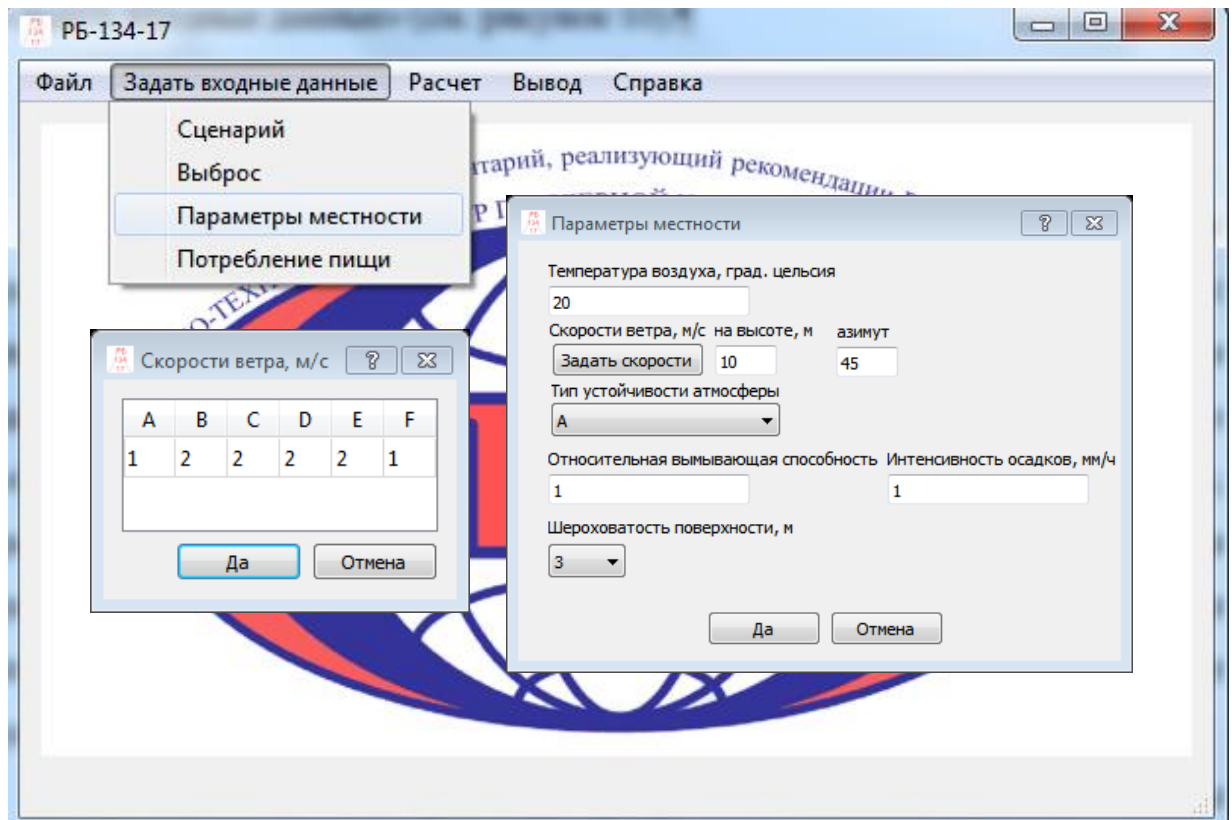 РБ-134-17
Файл Задать входные данные Расчет Вывод Справка
Сценарий
Выброс
Параметры местности
Потребление пищи
тарий, реализующий рекомендации
Параметры местности
Температура воздуха, град. цельсия
20
Скорости ветра, м/с на высоте, м азимут
Задать скорости 10 45
Тип устойчивости атмосферы
A
Относительная вымывающая способность Интенсивность осадков, мм/ч
1 1
Шероховатость поверхности, м
3
Да Отмена
Скорости ветра, м/с
A B C D E F
1 2 2 2 2 1
Да Отмена